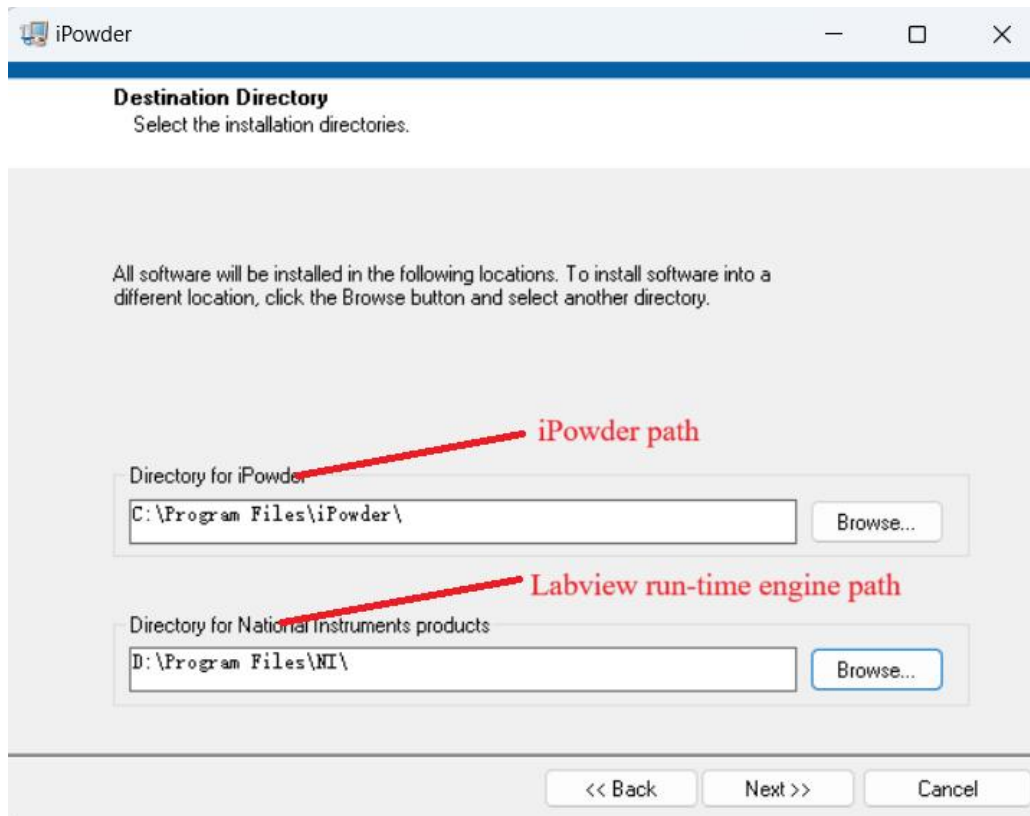 iPowder
Destination Directory
Select the installation directories.
All software will be installed in the following locations. To install software into a
different location, click the Browse button and select another directory.
iPowder path
Directory for iPowder
C:\Program Files\iPowder\
Browse...
Labview run-time engine path
Directory for National Instruments products
D:\Program Files\NI\
Browse...
<< Back
Next >>
Cancel